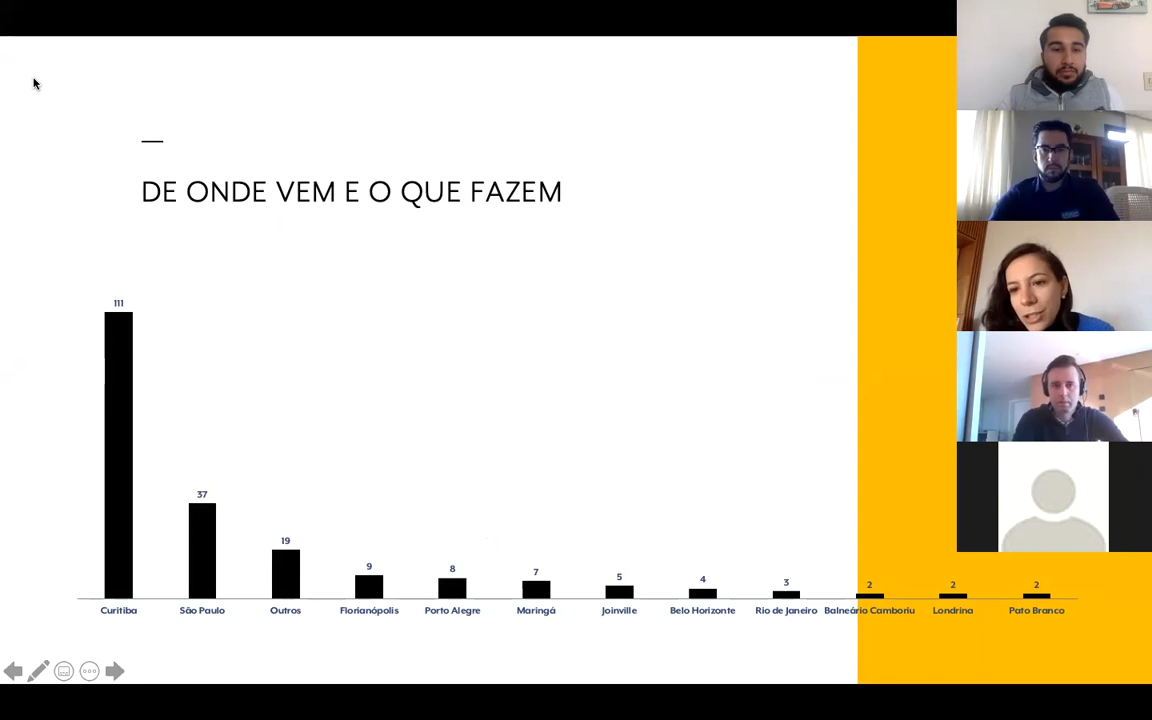 DE ONDE VEM E O QUE FAZEM
111
37
19
9
8
7
5
4
3
2
2
2
Curitiba
São Paulo
Outros
Florianópolis
Porto Alegre
Maringá
Joinville
Belo Horizonte
Rio de Janeiro
Balneário Camboriu
Londrina
Pato Branco